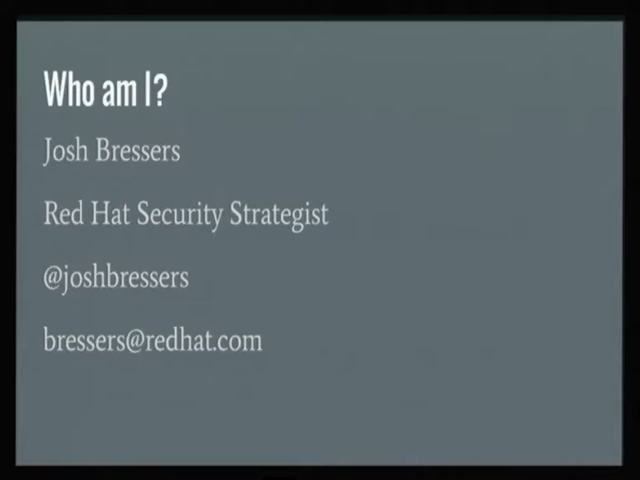 Who am I?
Josh Bressers
Red Hat Security Strategist
@joshbressers
bressers@redhat.com